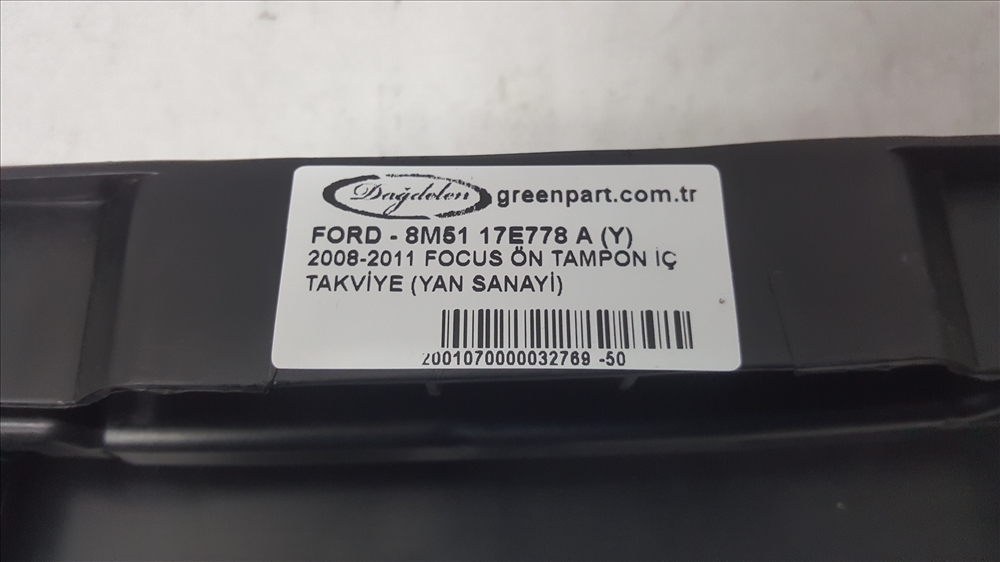 Dağdelen greenpart.com.tr
FORD - 8M51 17E778 A (Y)
2008-2011 FOCUS ÖN TAMPON İÇ
TAKVİYE (YAN SANAYİ)
2001070000032769 -50